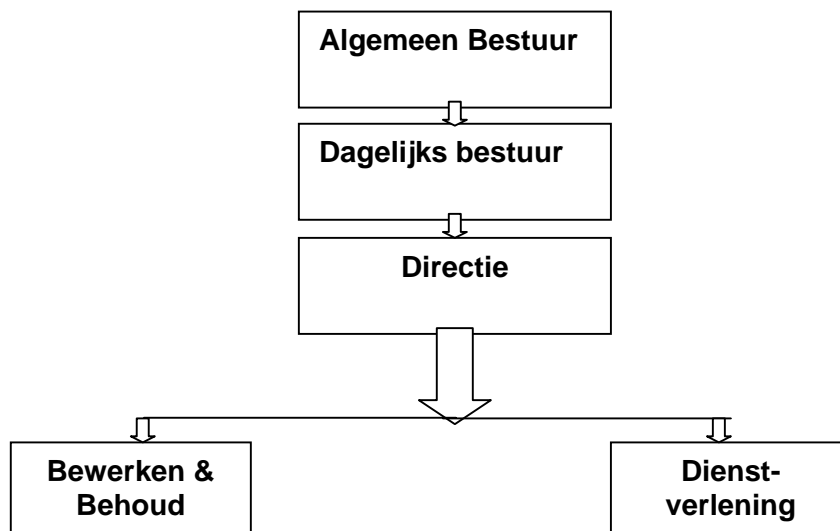 Algemeen Bestuur
Dagelijks bestuur
Directie
Bewerken &
Behoud
Dienst-
verlening